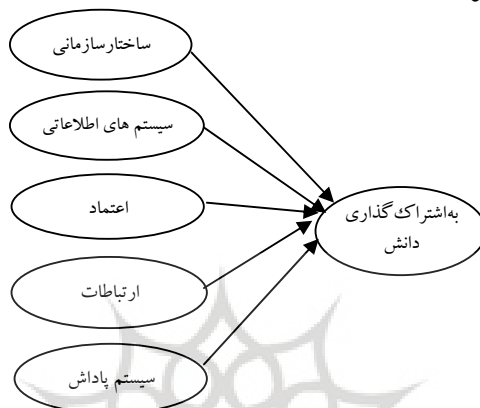 ساختارسازمانی
سیستم های اطلاعاتی
اعتماد
ارتباطات
سیستم پاداش
به‌اشتراک‌گذاری
دانش